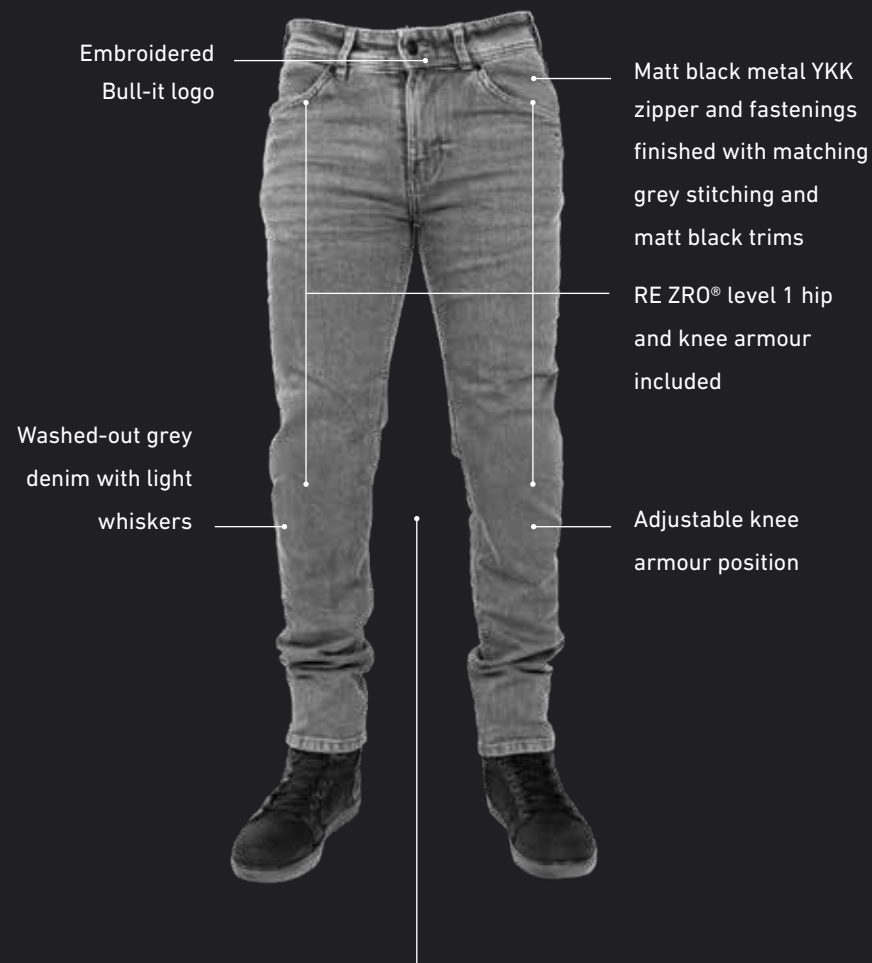 Embroidered
Bull-it logo
Matt black metal YKK
zipper and fastenings
finished with matching
grey stitching and
matt black trims
RE ZRO® level 1 hip
and knee armour
included
Washed-out grey
denim with light
whiskers
Adjustable knee
armour position